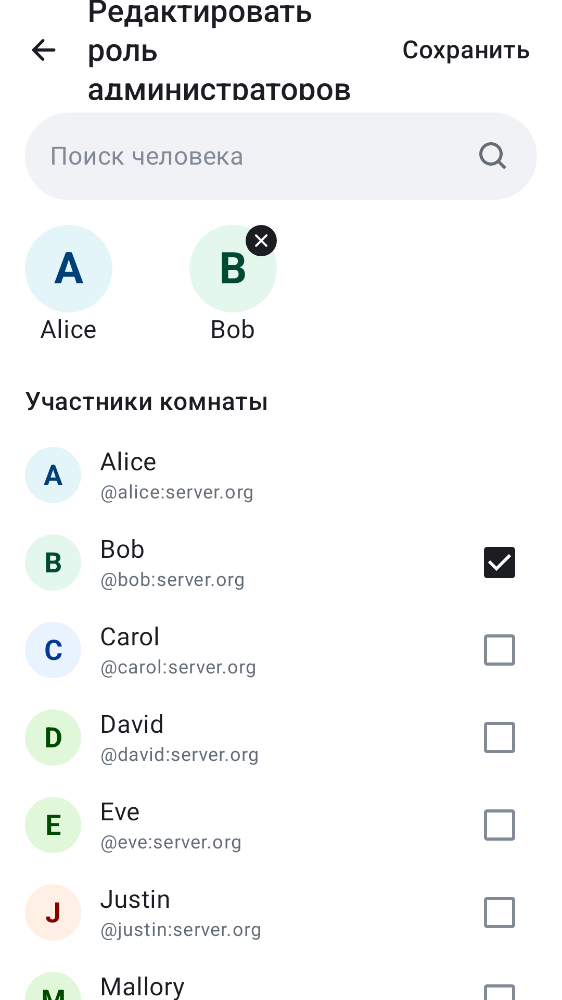 Редактировать
роль
администраторов
Сохранить
Поиск человека
A
B
Alice
Bob
Участники комнаты
A
Alice
@alice:server.org
B
Bob
@bob:server.org
C
Carol
@carol:server.org
D
David
@david:server.org
E
Eve
@eve:server.org
J
Justin
@justin:server.org
M
Mallory